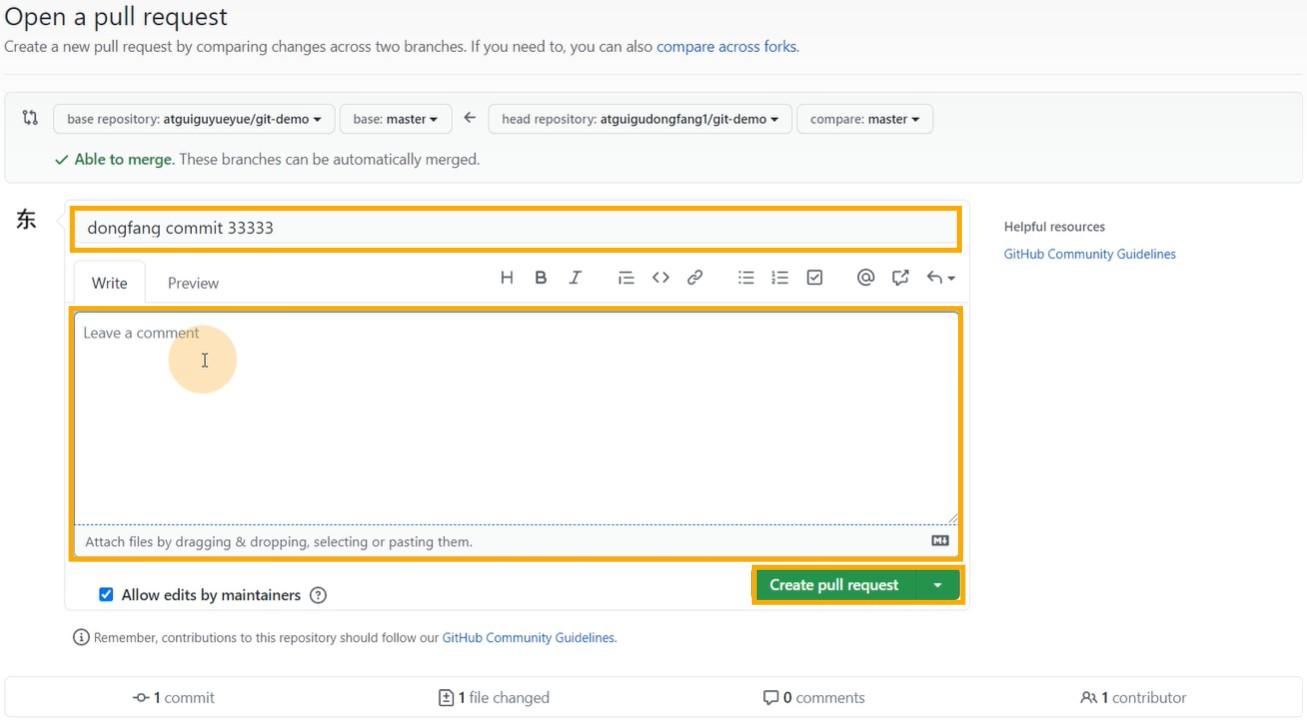 Open a pull request
Create a new pull request by comparing changes across two branches. If you need to, you can also compare across forks.
base repository: atguiguyueyue/git-demo base: master ← head repository: atguigudongfang1/git-demo compare: master
✓ Able to merge. These branches can be automatically merged.
东
dongfang commit 33333
Helpful resources
GitHub Community Guidelines
Write Preview H B I @
Leave a comment
Attach files by dragging & dropping, selecting or pasting them.
Allow edits by maintainers ?
Create pull request
Remember, contributions to this repository should follow our GitHub Community Guidelines.
1 commit 1 file changed 0 comments 1 contributor